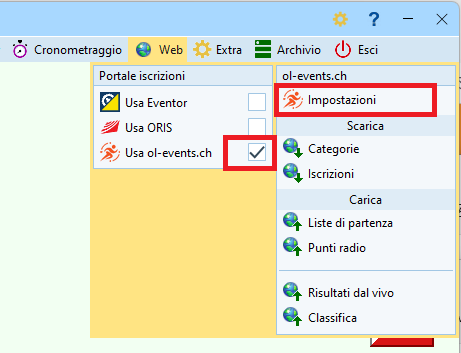 ?
Cronometraggio Web Extra Archivio Esci
Portale iscrizioni
Usa Eventor
Usa ORIS
Usa ol-events.ch
ol-events.ch
Impostazioni
Scarica
Categorie
Iscrizioni
Carica
Liste di partenza
Punti radio
Risultati dal vivo
Classifica